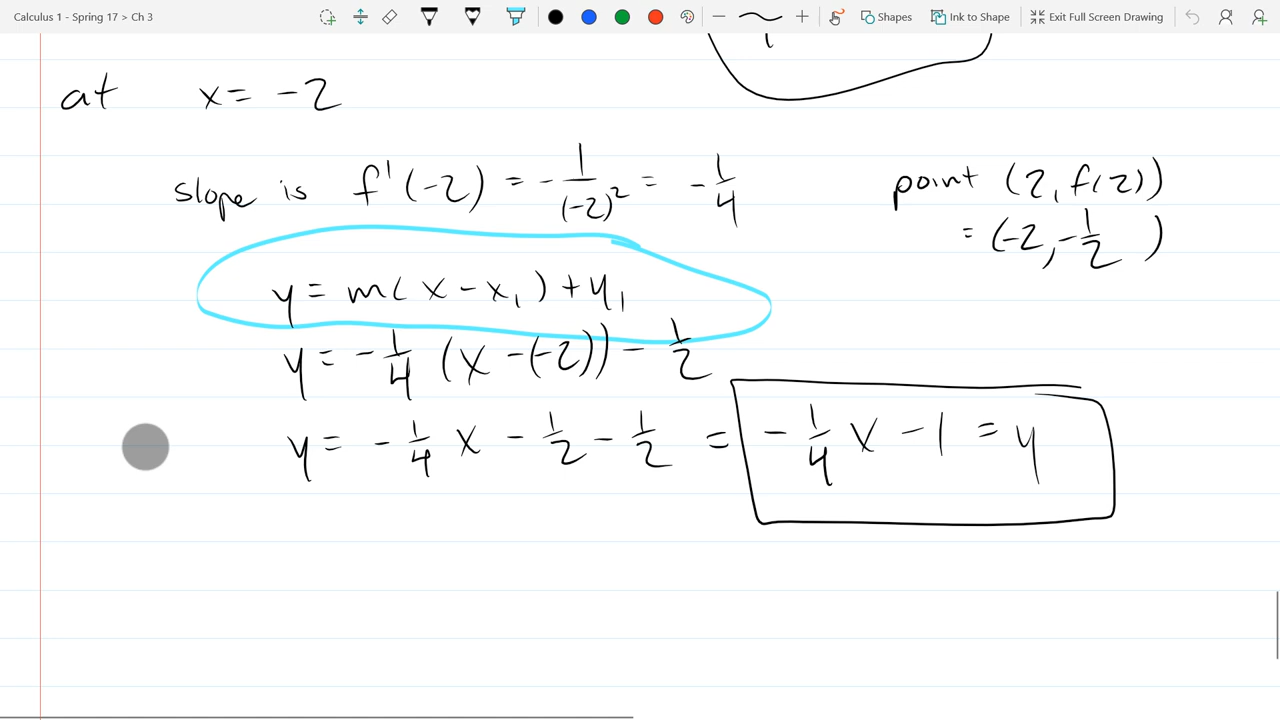 Calculus 1 - Spring 17 > Ch 3
Shapes
Ink to Shape
Exit Full Screen Drawing
at x = -2
slope is f'(-2) = - 1/(-2)² = - 1/4
point (2, f(2))
= (-2, -1/2 )
y = m( x - x₁ ) + y₁
y = - 1/4 (x - (-2)) - 1/2
y = - 1/4 x - 1/2 - 1/2 = - 1/4 x - 1 = y